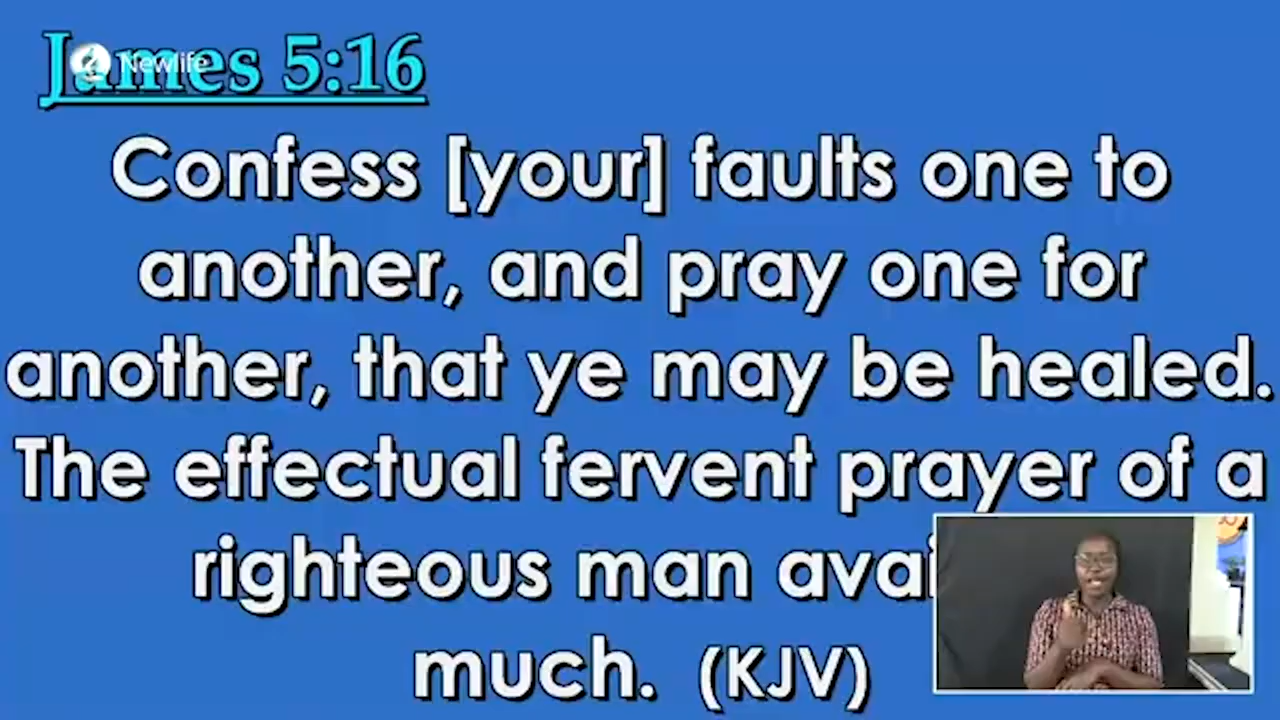 James 5:16
Newlife
Confess [your] faults one to
another, and pray one for
another, that ye may be healed.
The effectual fervent prayer of a
righteous man
much. (KJV)